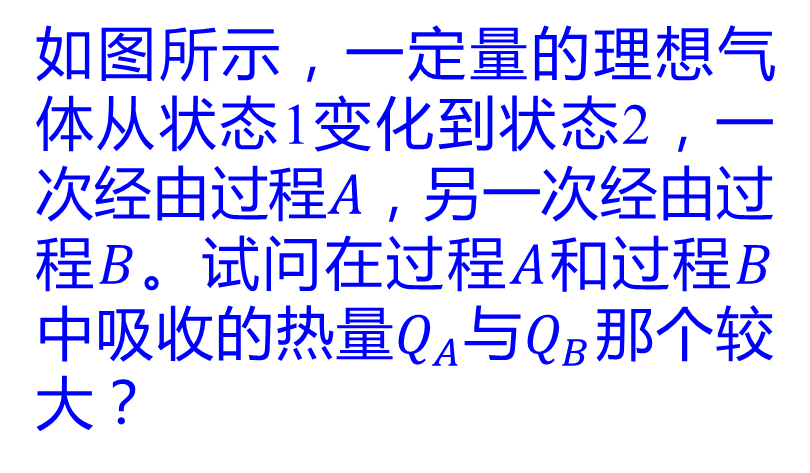 如图所示，一定量的理想气
体从状态1变化到状态2，一
次经由过程A，另一次经由过
程B。试问在过程A和过程B
中吸收的热量Q_A与Q_B那个较
大？